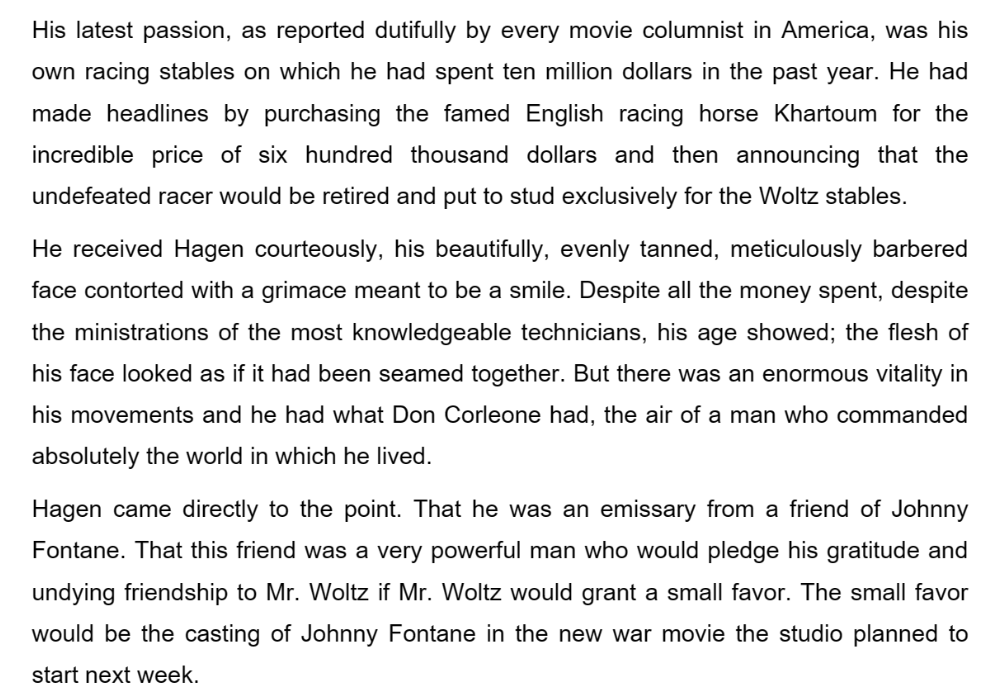 His latest passion, as reported dutifully by every movie columnist in America, was his
own racing stables on which he had spent ten million dollars in the past year. He had
made headlines by purchasing the famed English racing horse Khartoum for the
incredible price of six hundred thousand dollars and then announcing that the
undefeated racer would be retired and put to stud exclusively for the Woltz stables.
He received Hagen courteously, his beautifully, evenly tanned, meticulously barbered
face contorted with a grimace meant to be a smile. Despite all the money spent, despite
the ministrations of the most knowledgeable technicians, his age showed; the flesh of
his face looked as if it had been seamed together. But there was an enormous vitality in
his movements and he had what Don Corleone had, the air of a man who commanded
absolutely the world in which he lived.
Hagen came directly to the point. That he was an emissary from a friend of Johnny
Fontane. That this friend was a very powerful man who would pledge his gratitude and
undying friendship to Mr. Woltz if Mr. Woltz would grant a small favor. The small favor
would be the casting of Johnny Fontane in the new war movie the studio planned to
start next week.